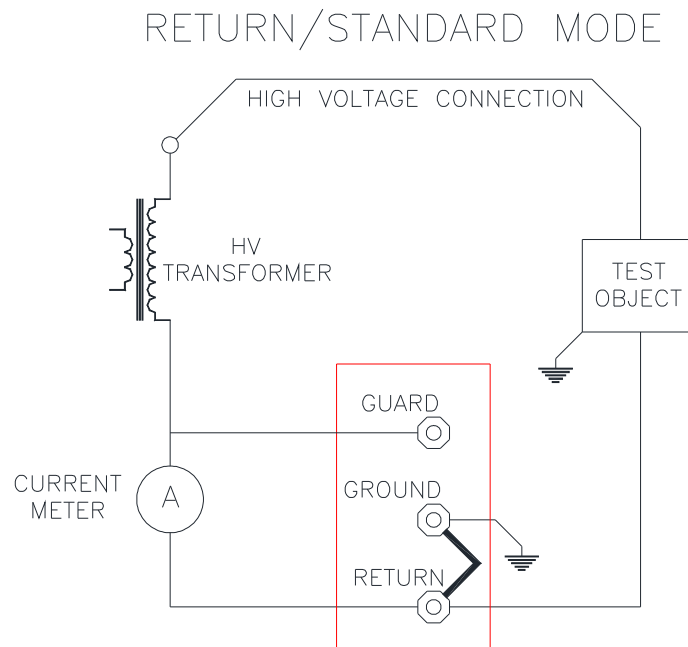 RETURN/STANDARD MODE
HIGH VOLTAGE CONNECTION
HV
TRANSFORMER
TEST
OBJECT
GUARD
CURRENT
METER
A
GROUND
RETURN